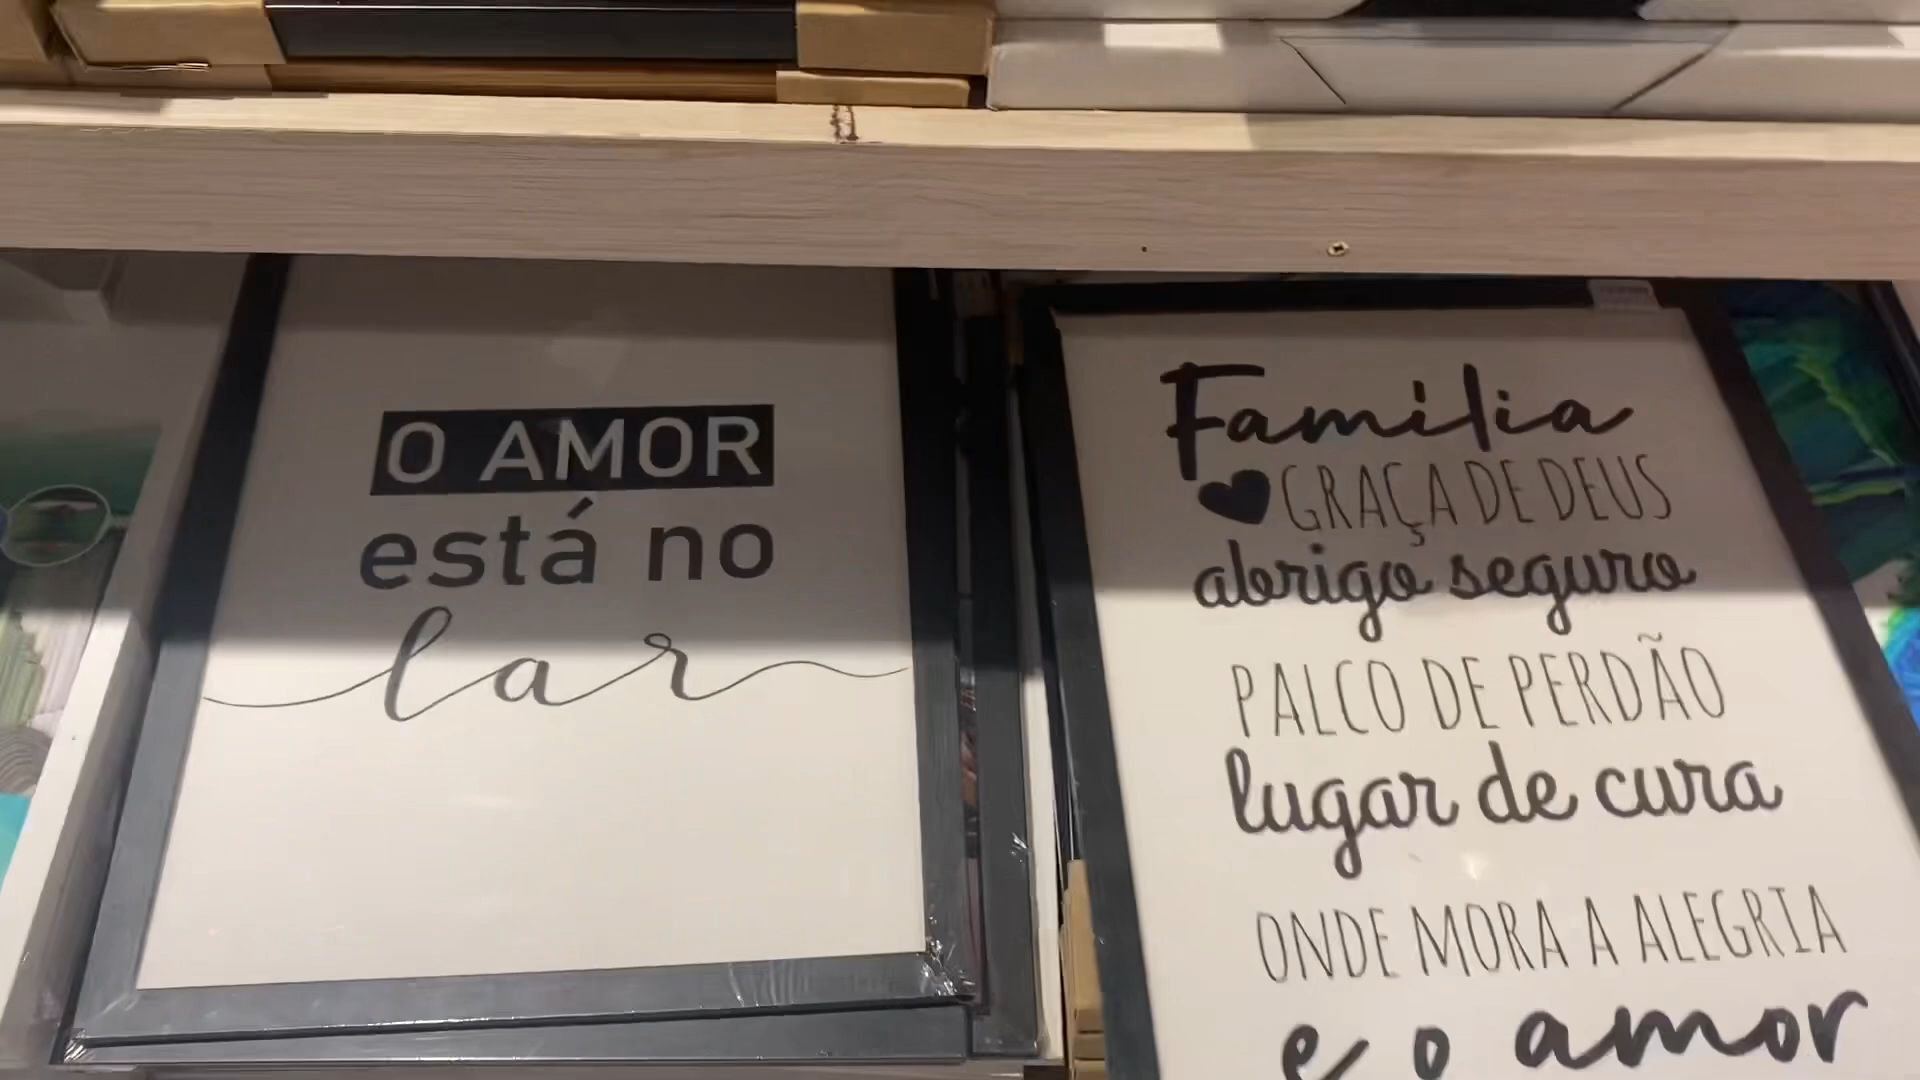 O AMOR
está no
lar
Família
GRAÇA DE DEUS
abrigo seguro
PALCO DE PERDÃO
lugar de cura
ONDE MORA A ALEGRIA
e o amor